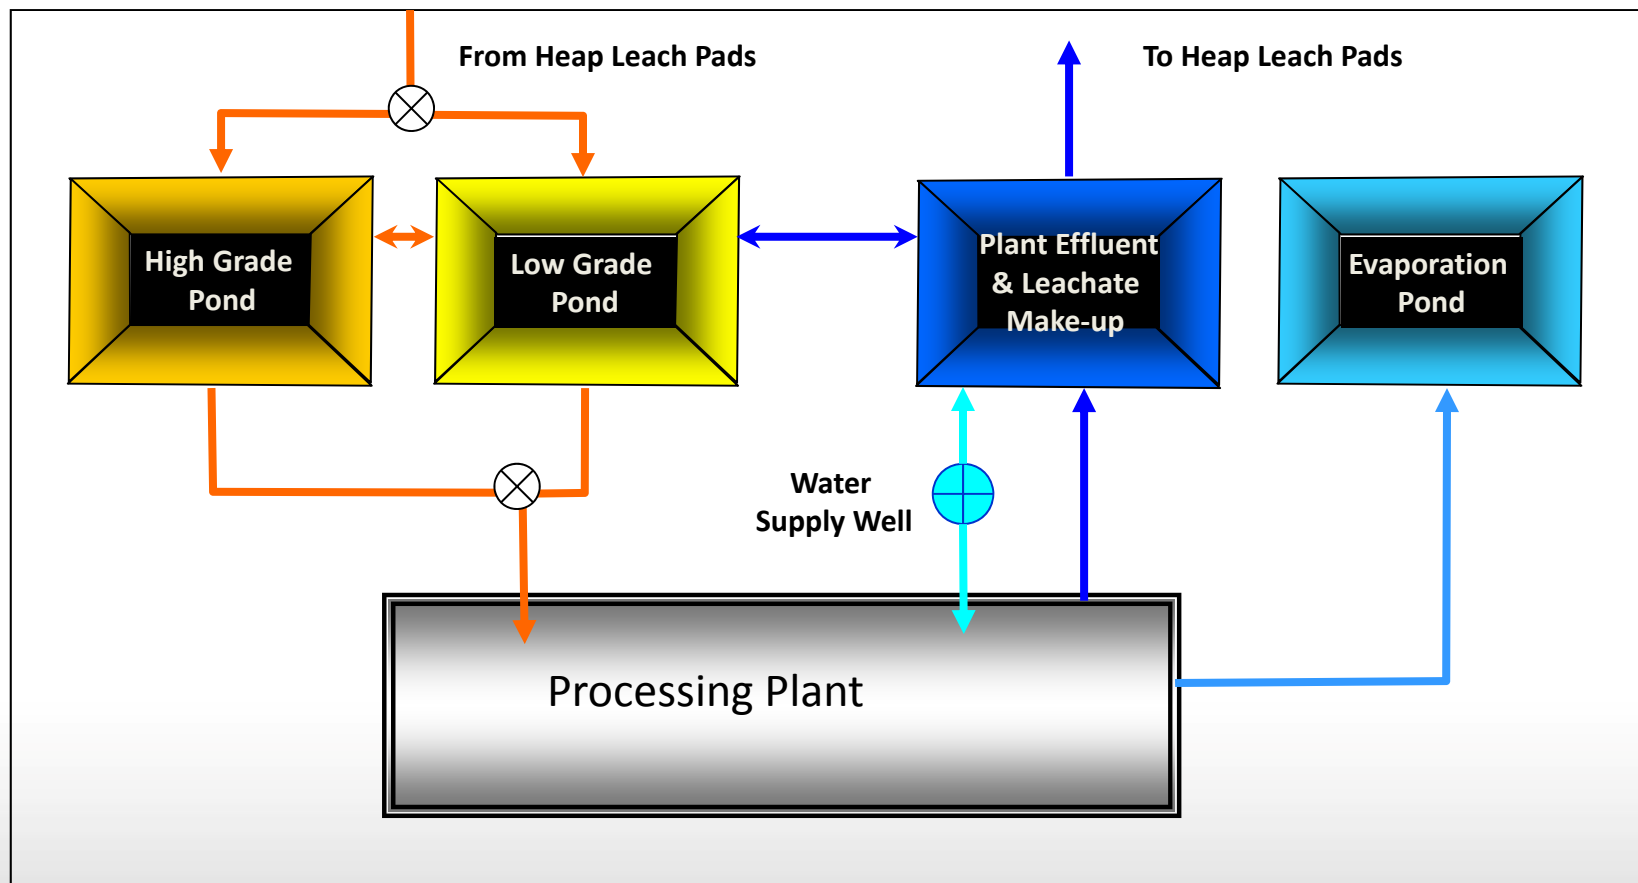 From Heap Leach Pads
To Heap Leach Pads
High Grade
Pond
Low Grade
Pond
Plant Effluent
& Leachate
Make-up
Evaporation
Pond
Water
Supply Well
Processing Plant